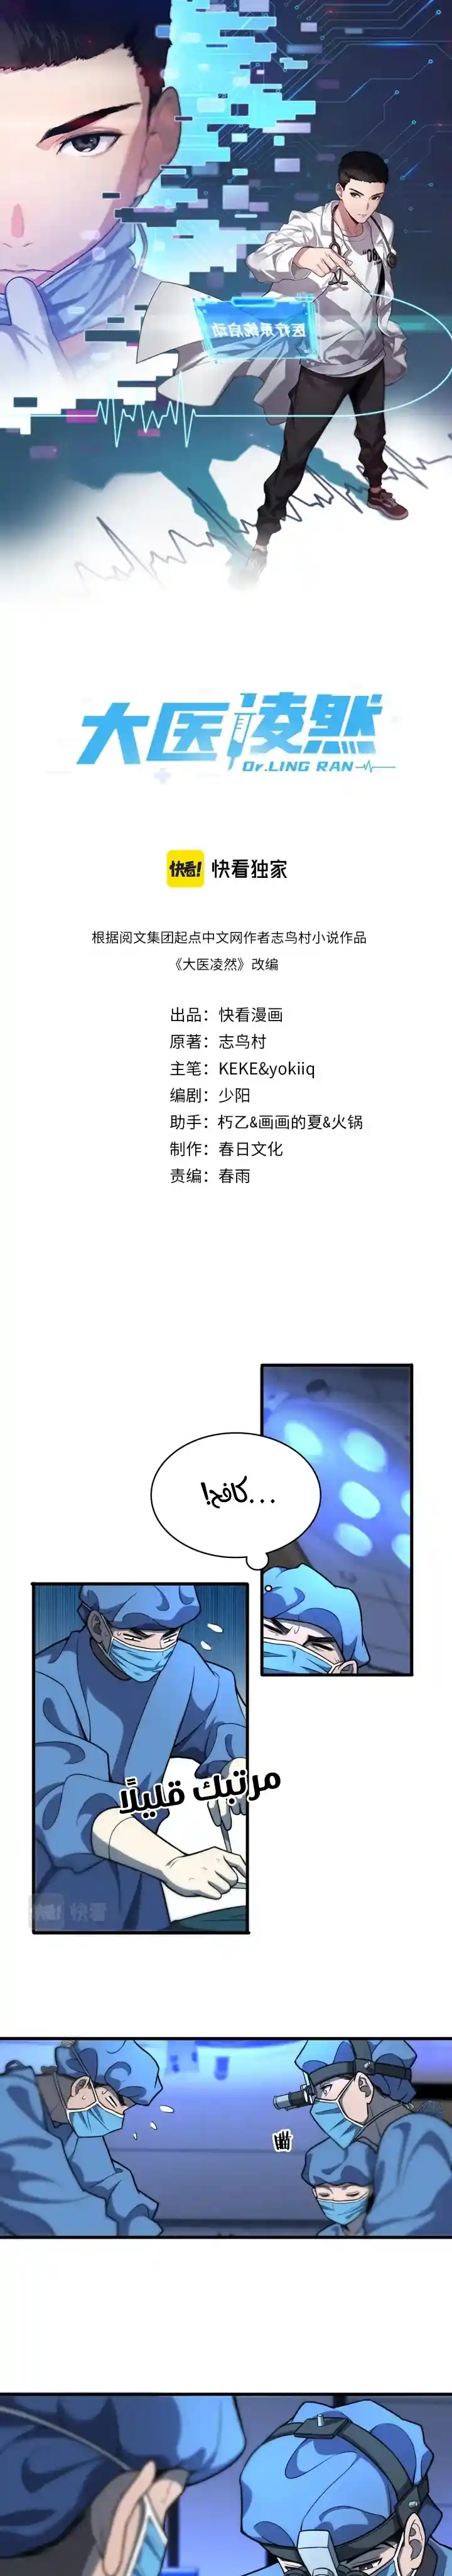 医疗系统启动
大医凌然
Dr.LING RAN
快看! 快看独家
根据阅文集团起点中文网作者志鸟村小说作品
《大医凌然》改编
出品：快看漫画
原著：志鸟村
主笔：KEKE&yokiiq
编剧：少阳
助手：朽乙&画画的夏&火锅
制作：春日文化
责编：春雨
...كافح!
مرتبك قليلًا
快看! 快看
瞄